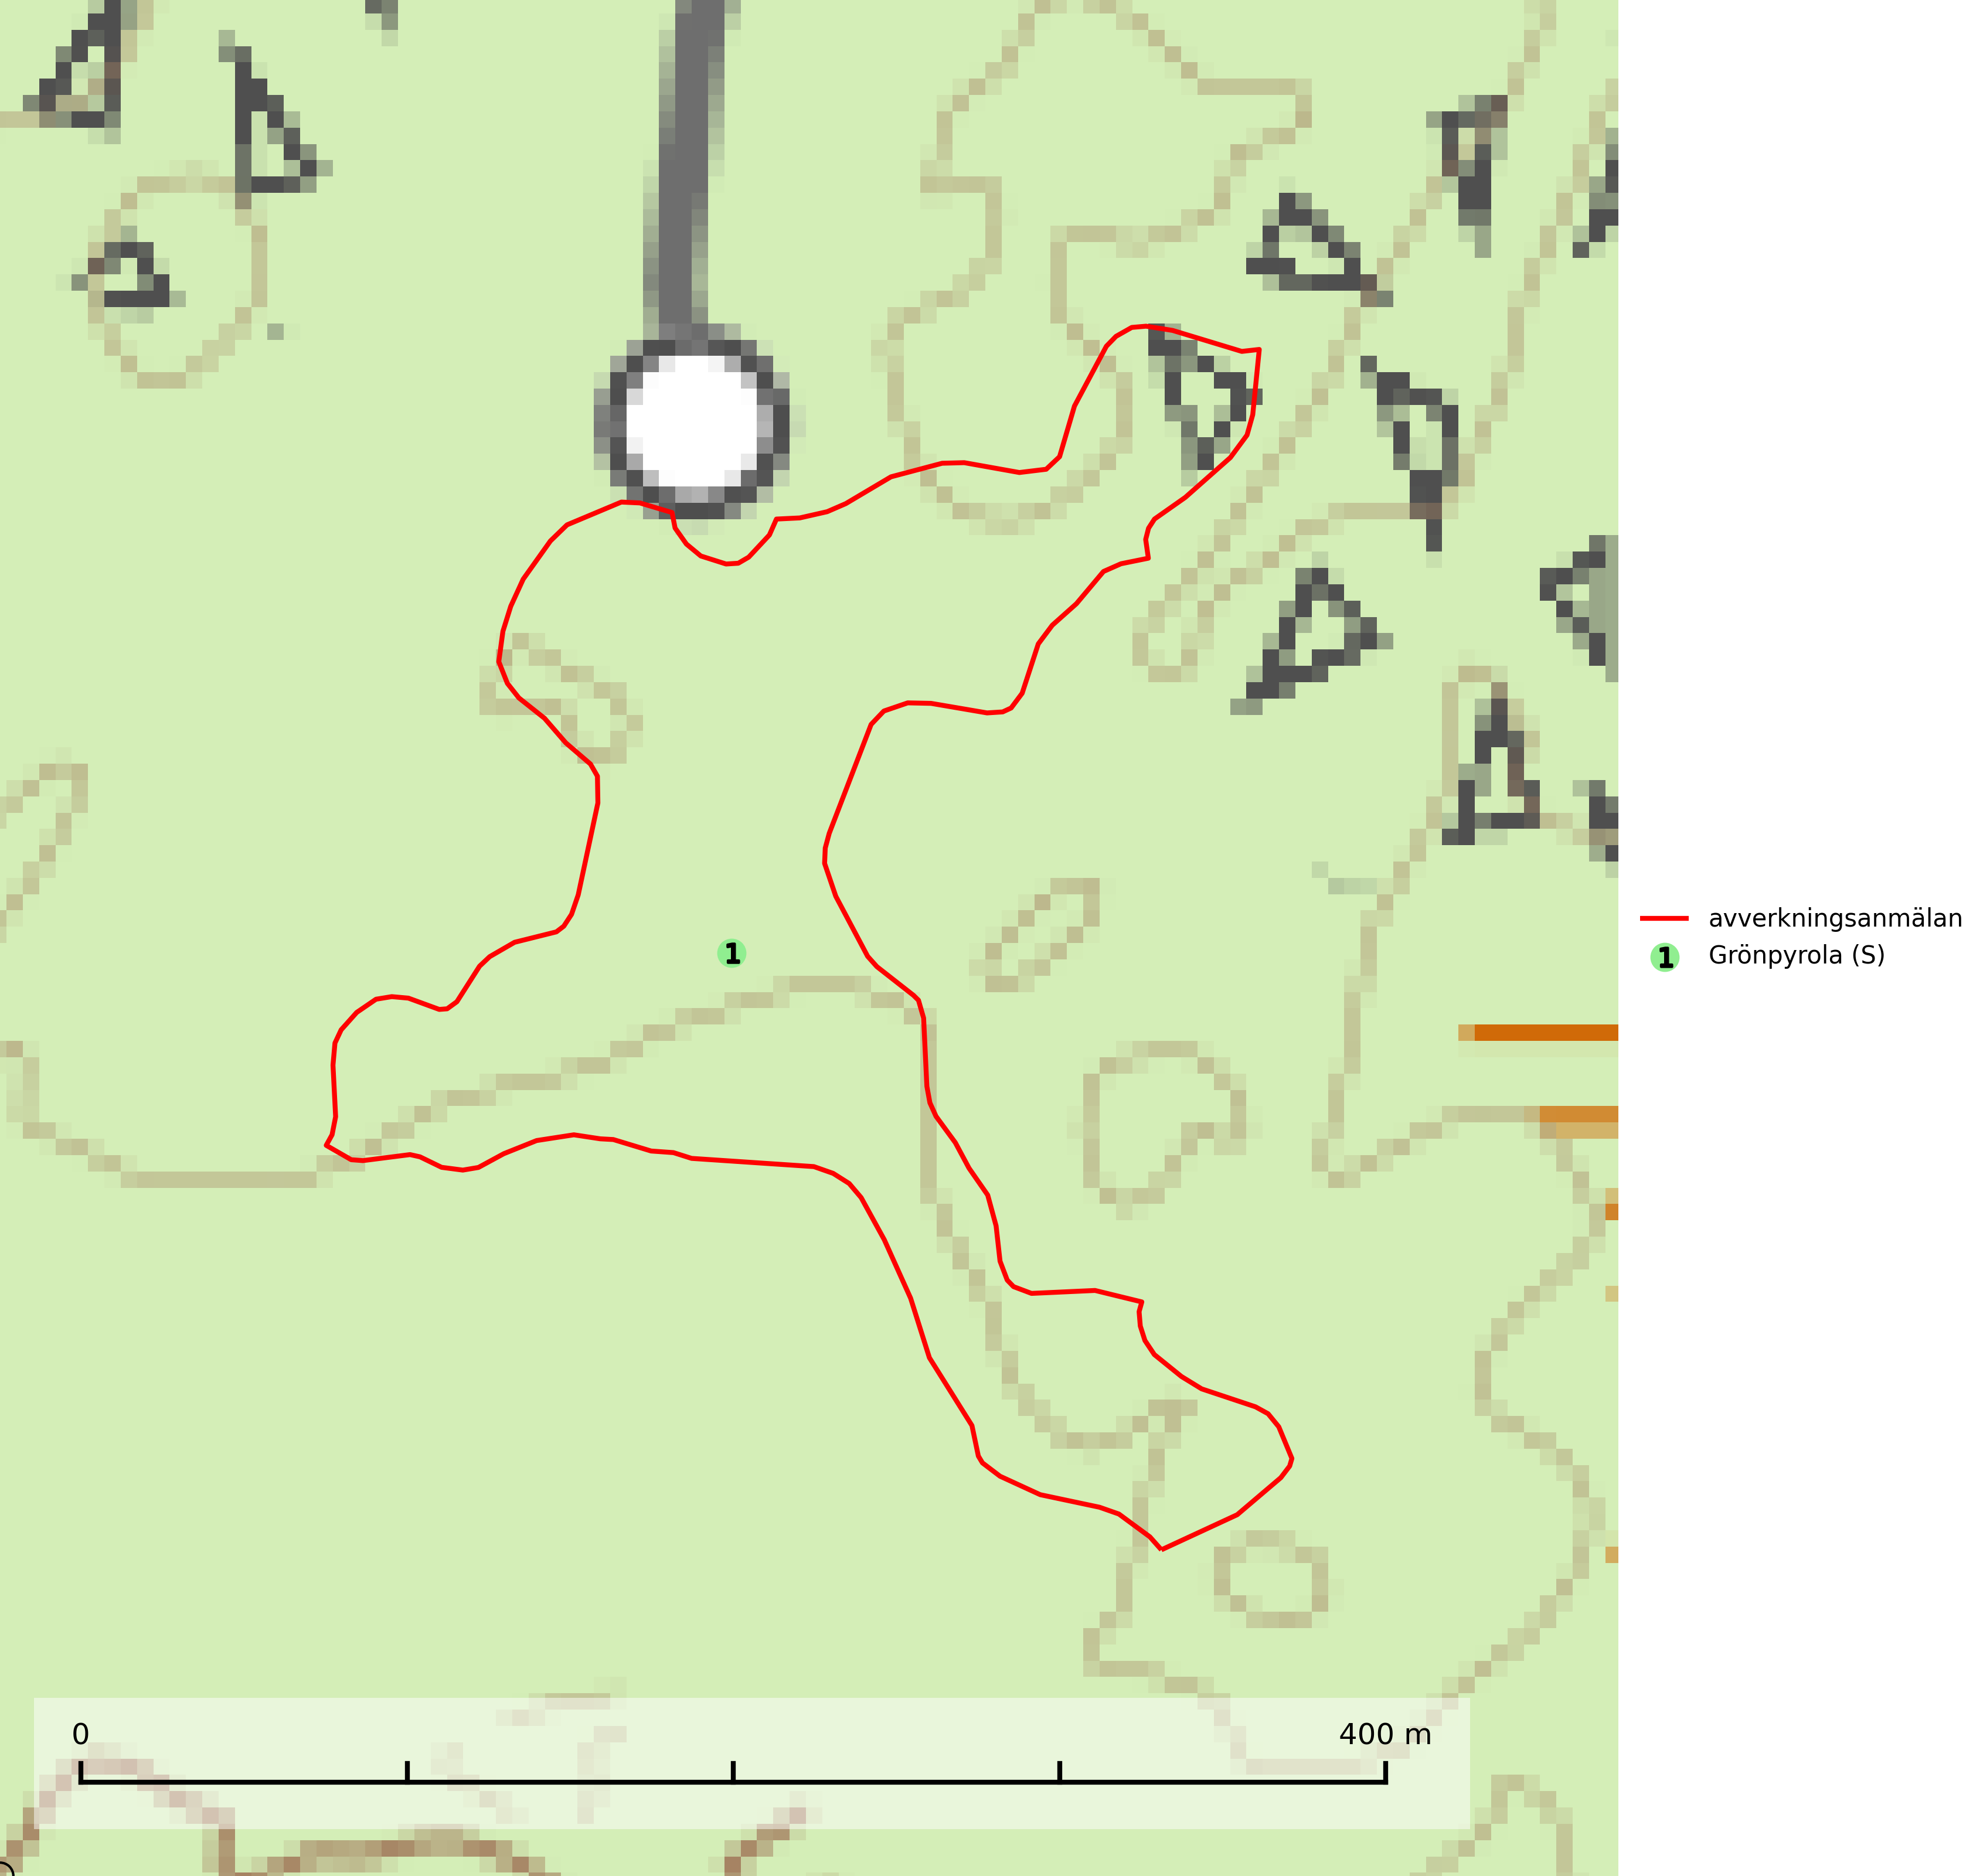 1
avverkningsanmälan
1 Grönpyrola (S)
0 400 m